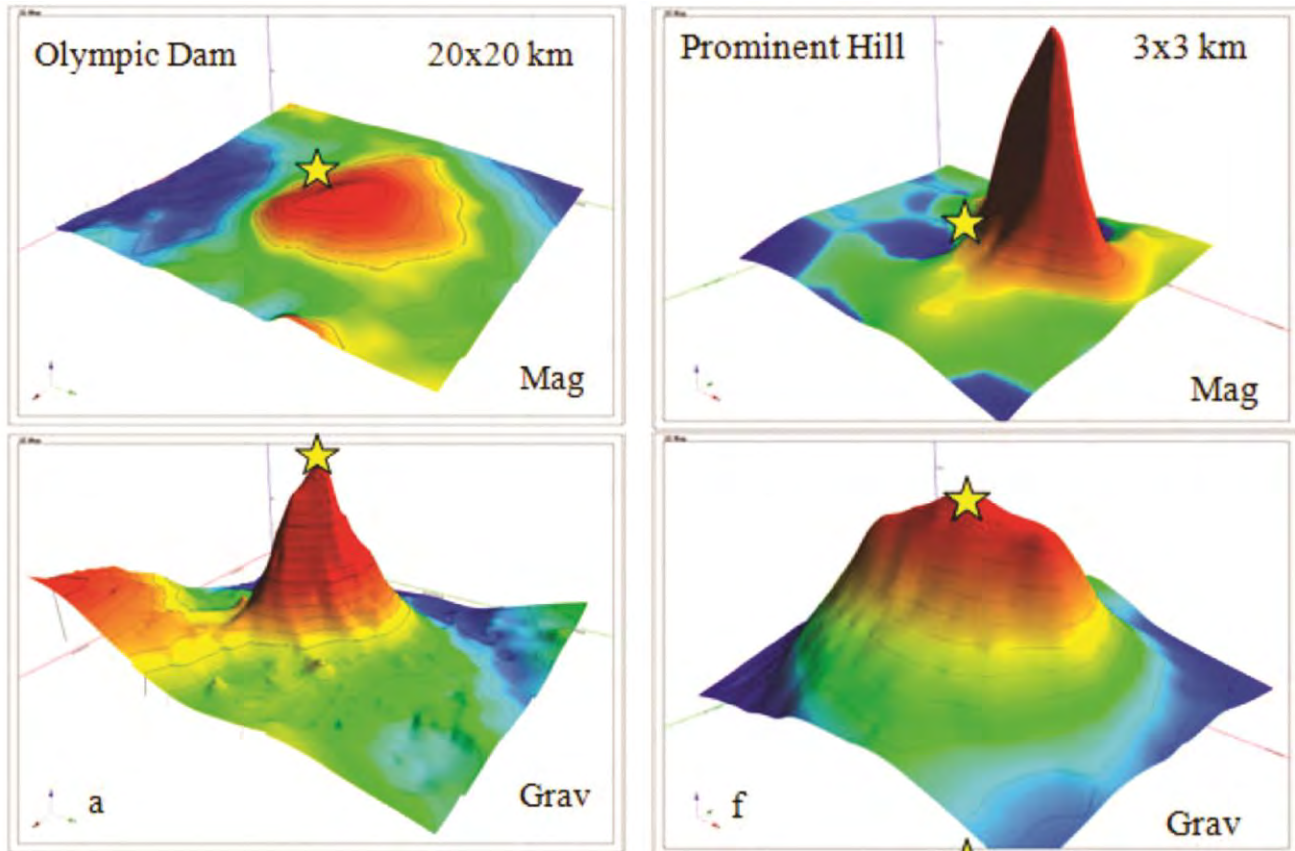 Olympic Dam 20x20 km
Mag
Prominent Hill 3x3 km
Mag
a Grav
f Grav